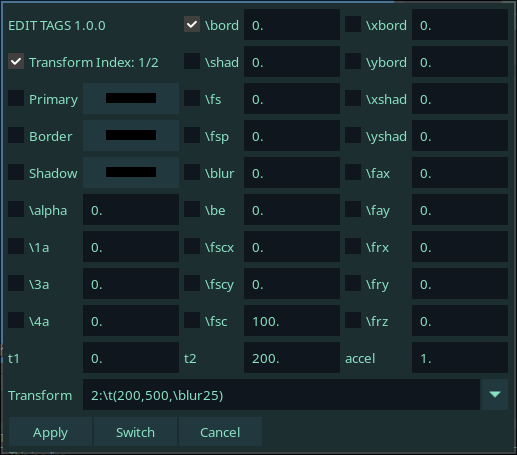 EDIT TAGS 1.0.0 \bord 0. \xbord 0.
Transform Index: 1/2 \shad 0. \ybord 0.
Primary \fs 0. \xshad 0.
Border \fsp 0. \yshad 0.
Shadow \blur 0. \fax 0.
\alpha 0. \be 0. \fay 0.
\1a 0. \fscx 0. \frx 0.
\3a 0. \fscy 0. \fry 0.
\4a 0. \fsc 100. \frz 0.
t1 0. t2 200. accel 1.
Transform 2:\t(200,500,\blur25)
Apply Switch Cancel